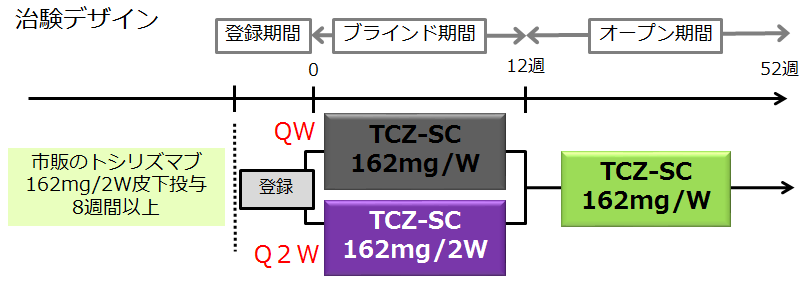 治験デザイン
登録期間
ブラインド期間
オープン期間
0
12週
52週
QW
TCZ-SC
162mg/W
市販のトシリズマブ
162mg/2W皮下投与
8週間以上
登録
TCZ-SC
162mg/W
TCZ-SC
162mg/2W
Q２W